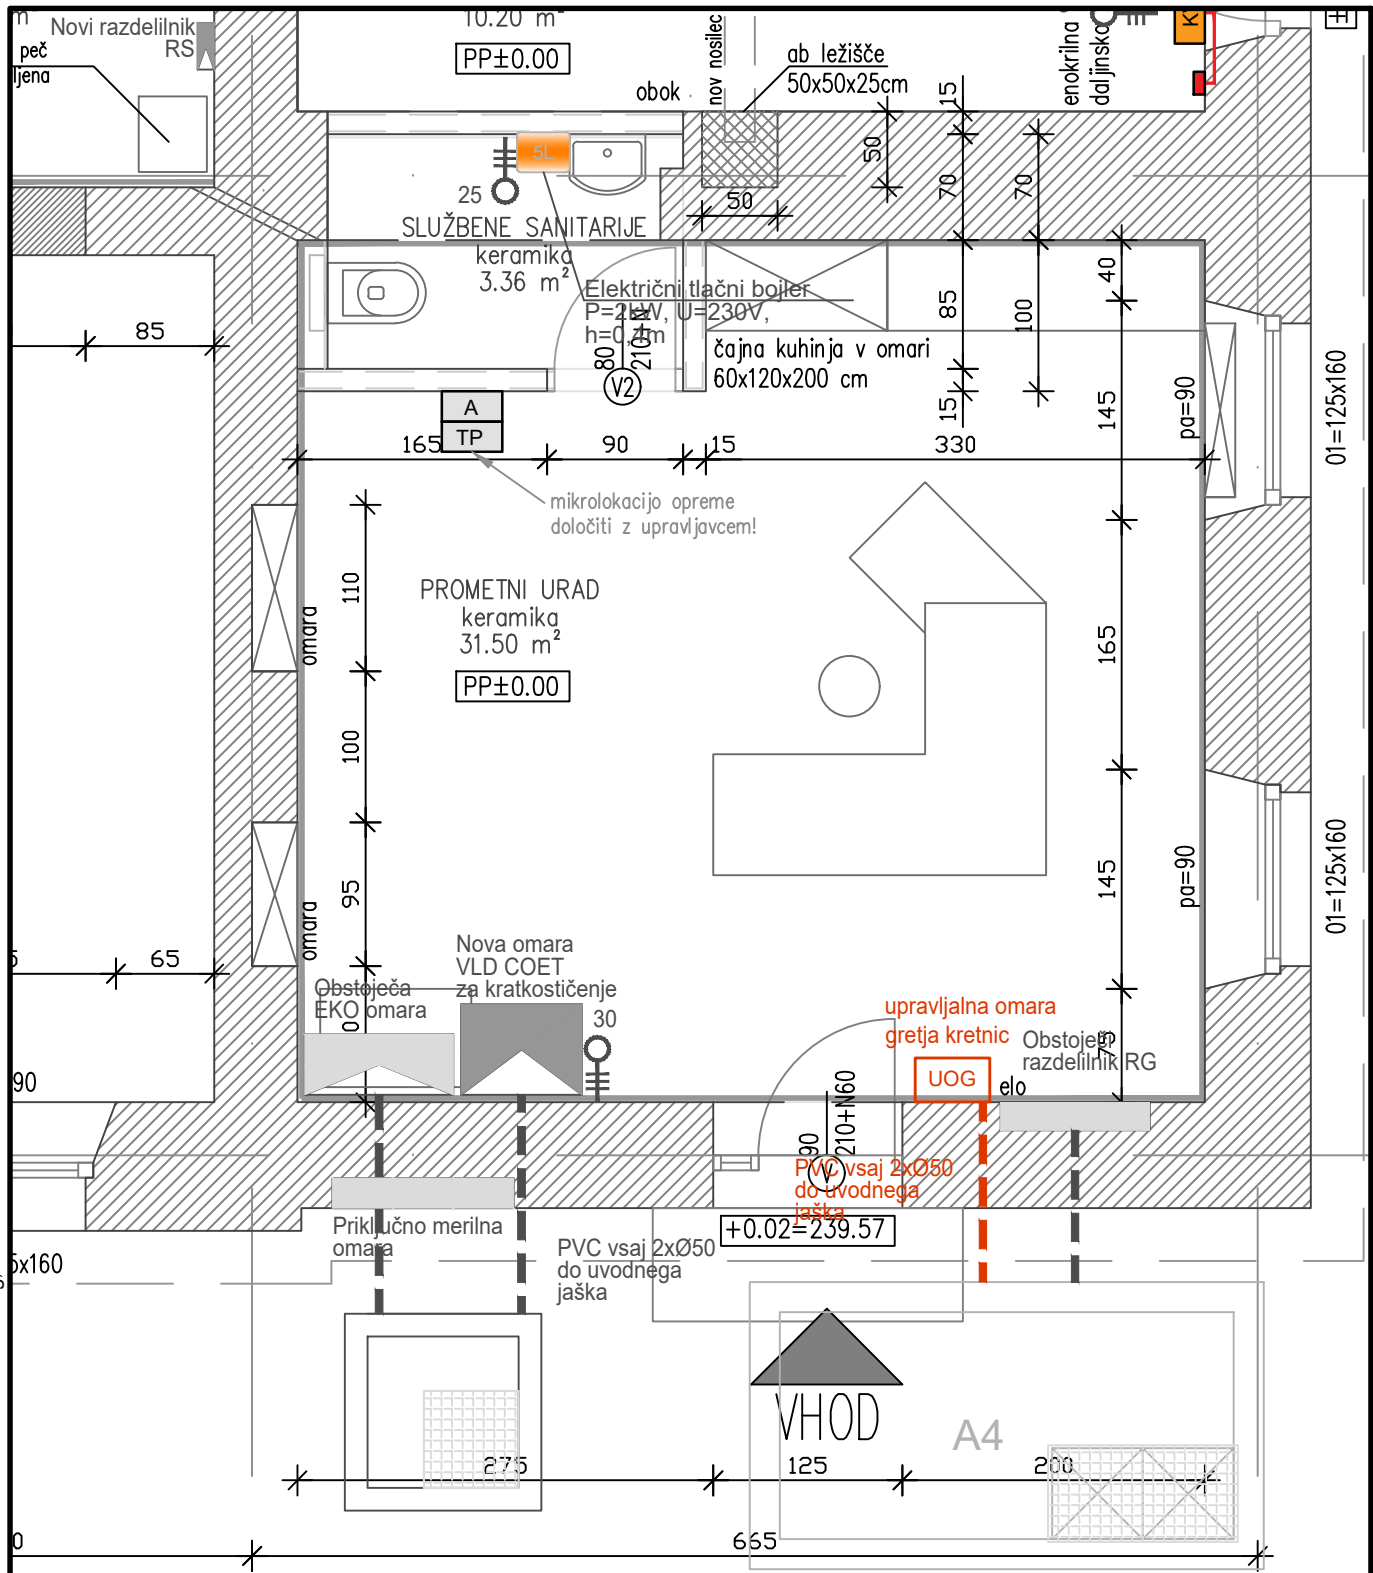 10.20 m²
Novi razdelilnik
RS
peč
ljena
PP±0.00
obok
nov nosilec
ab ležišče
50x50x25cm
enokrilna
daljinsko
15
50
70
70
50
5L
25
SLUŽBENE SANITARIJE
keramika
3.36 m²
Električni tlačni bojler
P=2kW, U=230V,
h=0,4m
80
210+N
V2
čajna kuhinja v omari
60x120x200 cm
85
100
15
40
145
pa=90
01=125x160
85
A
TP
165
90
15
330
mikrolokacijo opreme
določiti z upravljavcem!
110
omara
PROMETNI URAD
keramika
31.50 m²
PP±0.00
165
100
95
omara
145
pa=90
01=125x160
65
Nova omara
VLD COET
za kratkostičenje
Obstoječa
EKO omara
30
upravljalna omara
gretja kretnic
Obstoječi
razdelilnik RG
75
UOG
elo
90
90
210+N60
V
PVC vsaj 2xØ50
do uvodnega
jaška
+0.02=239.57
Priključno merilna
omara
PVC vsaj 2xØ50
do uvodnega
jaška
5x160
VHOD
A4
275
125
200
0
665